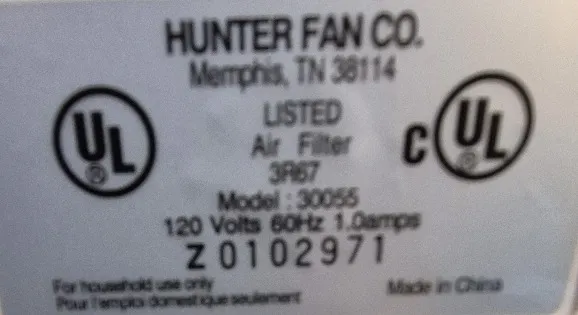 HUNTER FAN CO.
Memphis, TN 38114
LISTED
Air Filter
3R67
Model : 30055
120 Volts 60Hz 1.0amps
Z 0102971
UL
®
C UL
®
For household use only
Pour l'emploi domestique seulement
Made in China